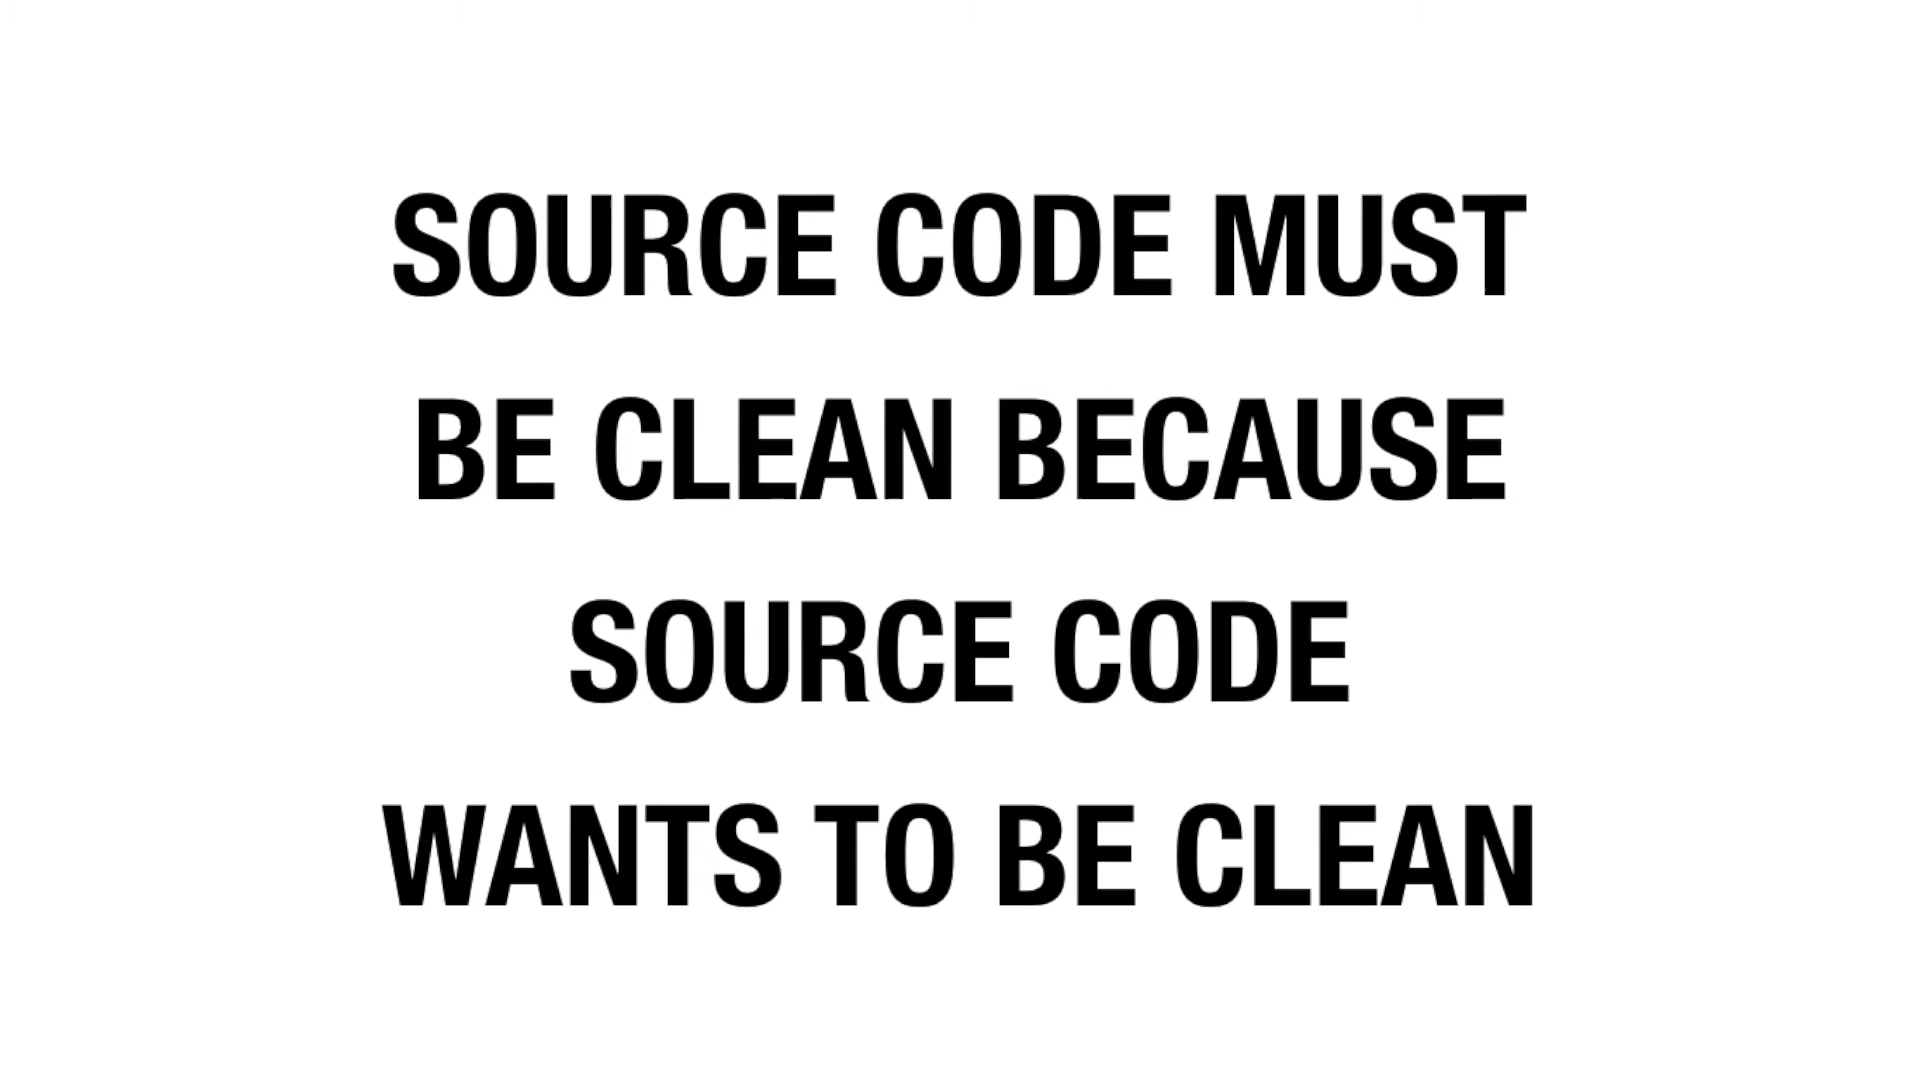 SOURCE CODE MUST
BE CLEAN BECAUSE
SOURCE CODE
WANTS TO BE CLEAN